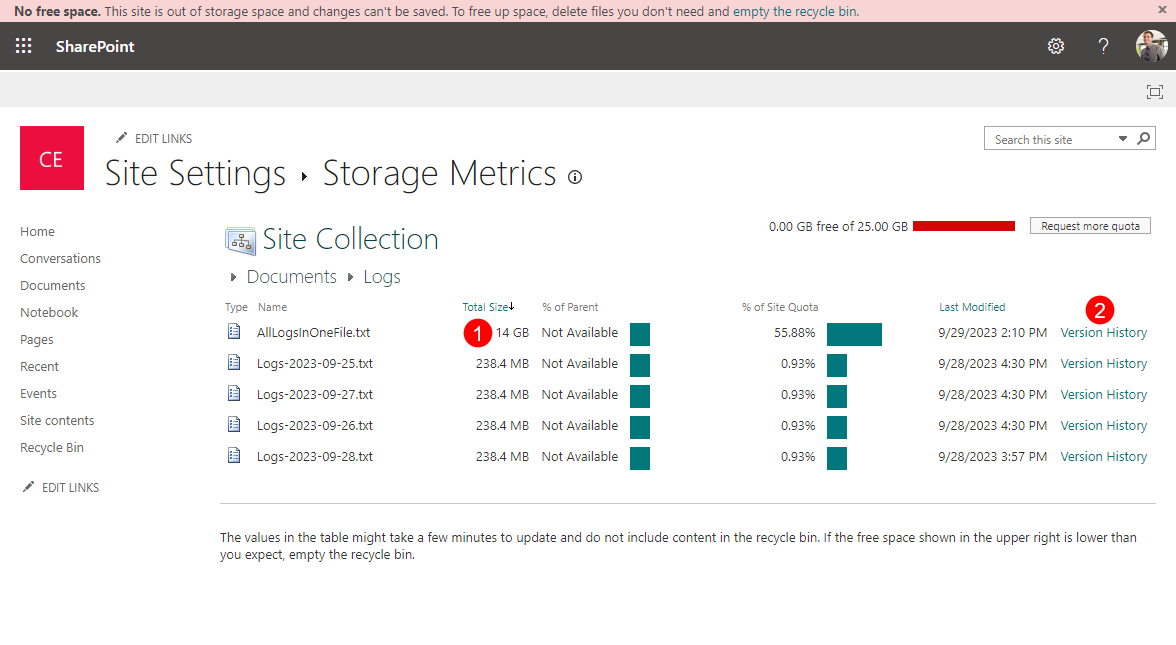 No free space. This site is out of storage space and changes can't be saved. To free up space, delete files you don't need and empty the recycle bin.
SharePoint
?
CE
EDIT LINKS
Site Settings Storage Metrics
Search this site
Home
Conversations
Documents
Notebook
Pages
Recent
Events
Site contents
Recycle Bin
EDIT LINKS
Site Collection
0.00 GB free of 25.00 GB
Request more quota
Documents Logs
Type Name Total Size % of Parent % of Site Quota Last Modified 2
AllLogsInOneFile.txt 1 14 GB Not Available 55.88% 9/29/2023 2:10 PM Version History
Logs-2023-09-25.txt 238.4 MB Not Available 0.93% 9/28/2023 4:30 PM Version History
Logs-2023-09-27.txt 238.4 MB Not Available 0.93% 9/28/2023 4:30 PM Version History
Logs-2023-09-26.txt 238.4 MB Not Available 0.93% 9/28/2023 4:30 PM Version History
Logs-2023-09-28.txt 238.4 MB Not Available 0.93% 9/28/2023 3:57 PM Version History
The values in the table might take a few minutes to update and do not include content in the recycle bin. If the free space shown in the upper right is lower than
you expect, empty the recycle bin.